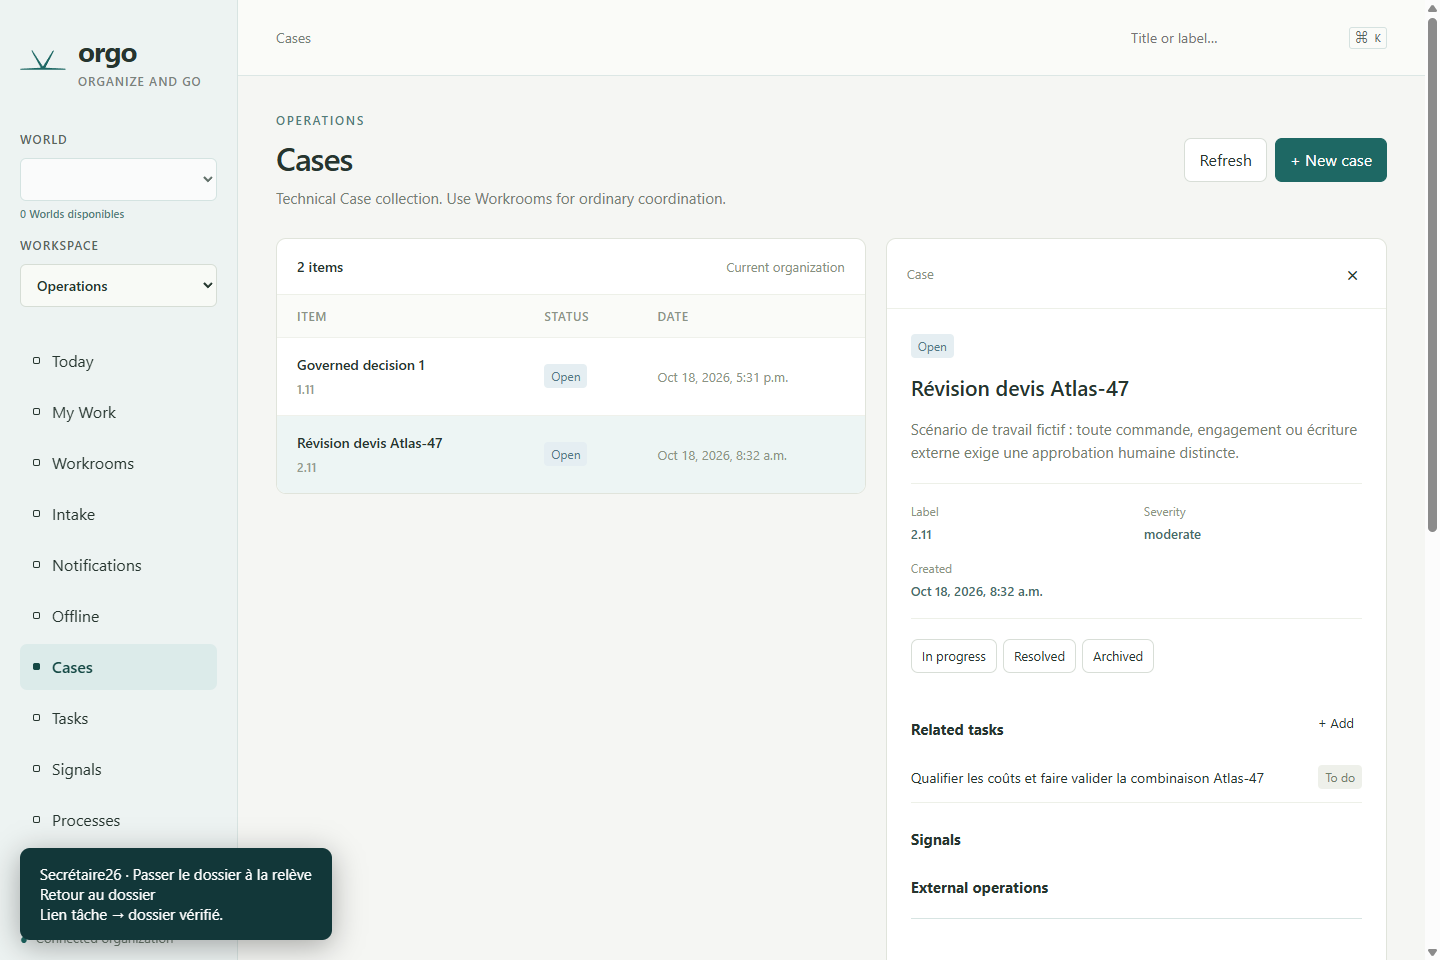 orgo
ORGANIZE AND GO
WORLD
0 Worlds disponibles
WORKSPACE
Operations
Today
My Work
Workrooms
Intake
Notifications
Offline
Cases
Tasks
Signals
Processes
Connected organization
Secrétaire26 · Passer le dossier à la relève
Retour au dossier
Lien tâche → dossier vérifié.
Cases
Title or label...
⌘ K
OPERATIONS
Cases
Technical Case collection. Use Workrooms for ordinary coordination.
Refresh
+ New case
2 items
Current organization
ITEM STATUS DATE
Governed decision 1
1.11
Open
Oct 18, 2026, 5:31 p.m.
Révision devis Atlas-47
2.11
Open
Oct 18, 2026, 8:32 a.m.
Case
×
Open
Révision devis Atlas-47
Scénario de travail fictif : toute commande, engagement ou écriture
externe exige une approbation humaine distincte.
Label
2.11
Severity
moderate
Created
Oct 18, 2026, 8:32 a.m.
In progress
Resolved
Archived
Related tasks
+ Add
Qualifier les coûts et faire valider la combinaison Atlas-47
To do
Signals
External operations